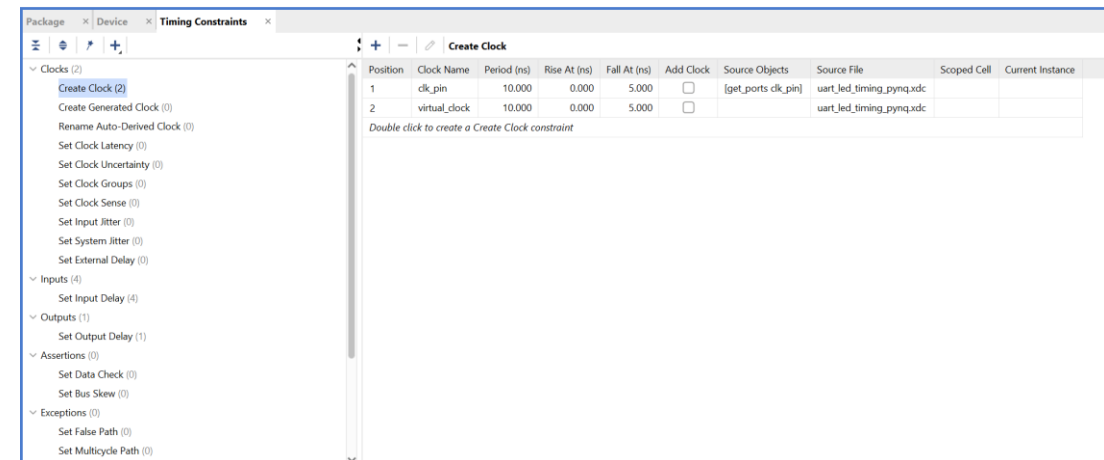 Package × Device × Timing Constraints ×
Create Clock
Clocks (2)
Create Clock (2)
Create Generated Clock (0)
Rename Auto-Derived Clock (0)
Set Clock Latency (0)
Set Clock Uncertainty (0)
Set Clock Groups (0)
Set Clock Sense (0)
Set Input Jitter (0)
Set System Jitter (0)
Set External Delay (0)
Inputs (4)
Set Input Delay (4)
Outputs (1)
Set Output Delay (1)
Assertions (0)
Set Data Check (0)
Set Bus Skew (0)
Exceptions (0)
Set False Path (0)
Set Multicycle Path (0)
Position Clock Name Period (ns) Rise At (ns) Fall At (ns) Add Clock Source Objects Source File Scoped Cell Current Instance
1 clk_pin 10.000 0.000 5.000 [get_ports clk_pin] uart_led_timing_pynq.xdc
2 virtual_clock 10.000 0.000 5.000 uart_led_timing_pynq.xdc
Double click to create a Create Clock constraint